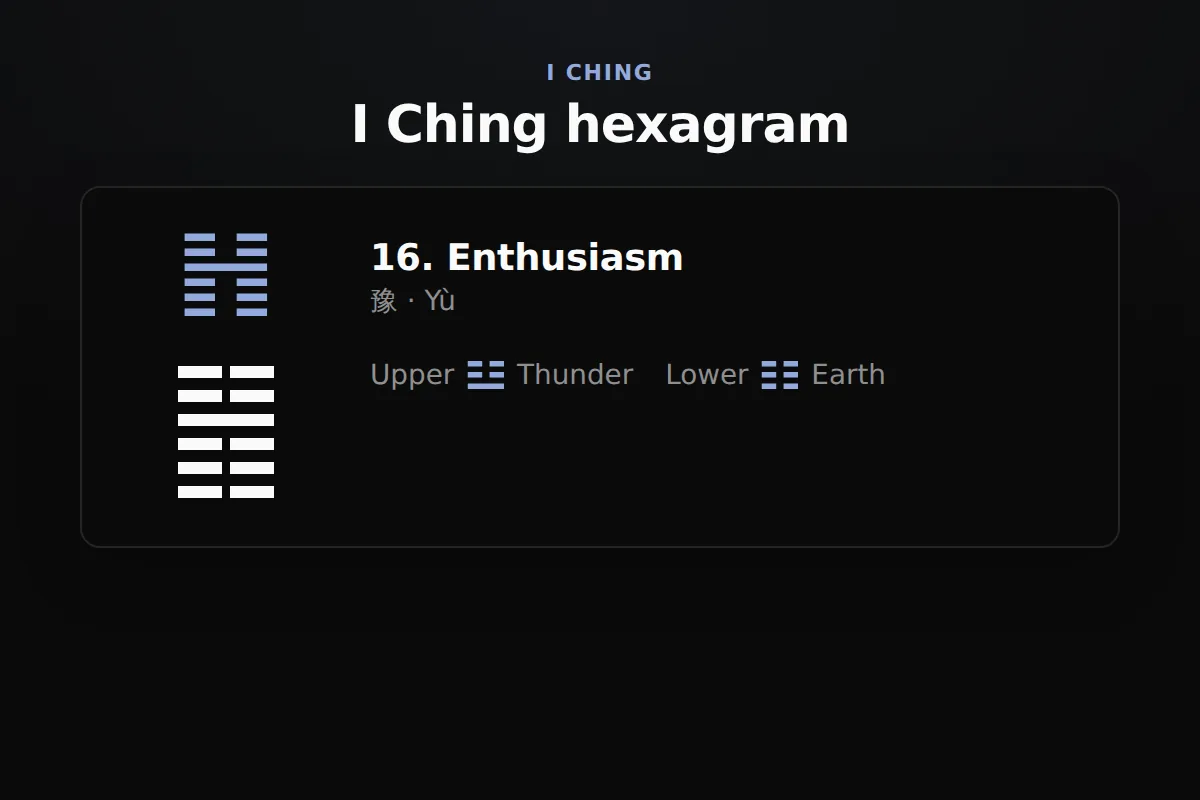 I CHING
I Ching hexagram
䷏
16. Enthusiasm
豫 · Yù
Upper ☳ Thunder Lower ☷ Earth